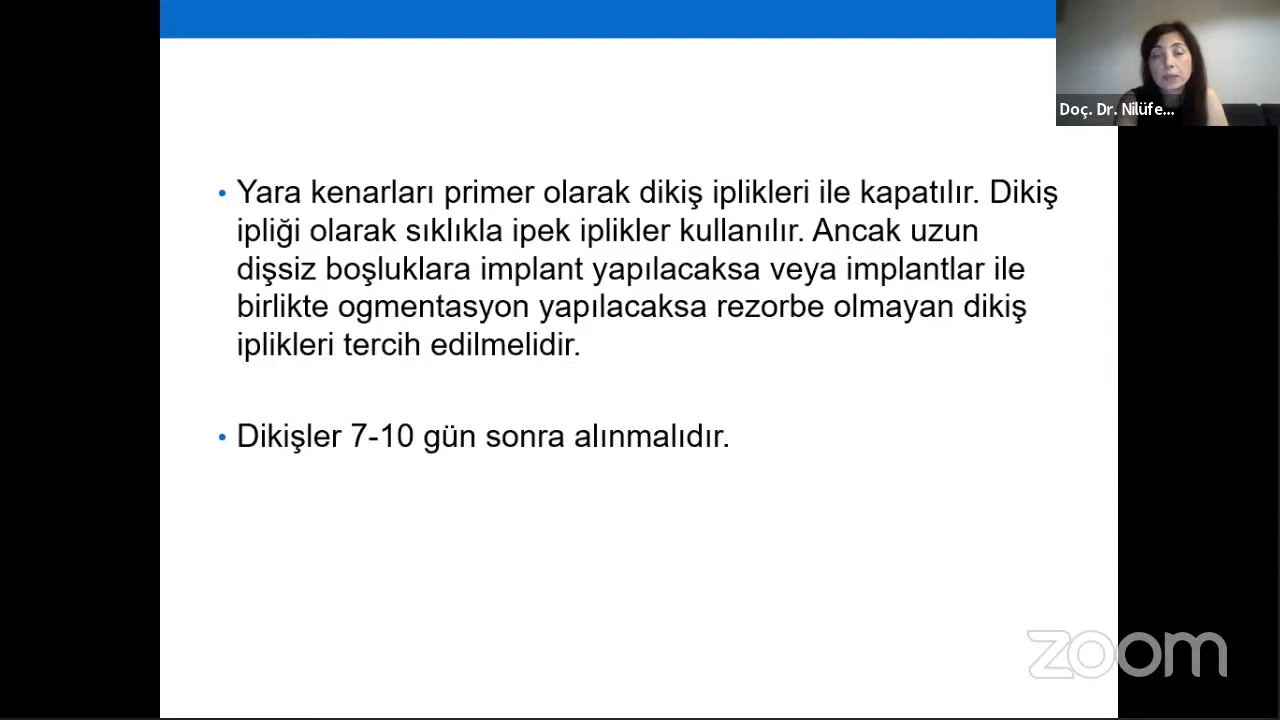 Doç. Dr. Nilüfe...
• Yara kenarları primer olarak dikiş iplikleri ile kapatılır. Dikiş
ipliği olarak sıklıkla ipek iplikler kullanılır. Ancak uzun
dişsiz boşluklara implant yapılacaksa veya implantlar ile
birlikte ogmentasyon yapılacaksa rezorbe olmayan dikiş
iplikleri tercih edilmelidir.
• Dikişler 7-10 gün sonra alınmalıdır.
zoom